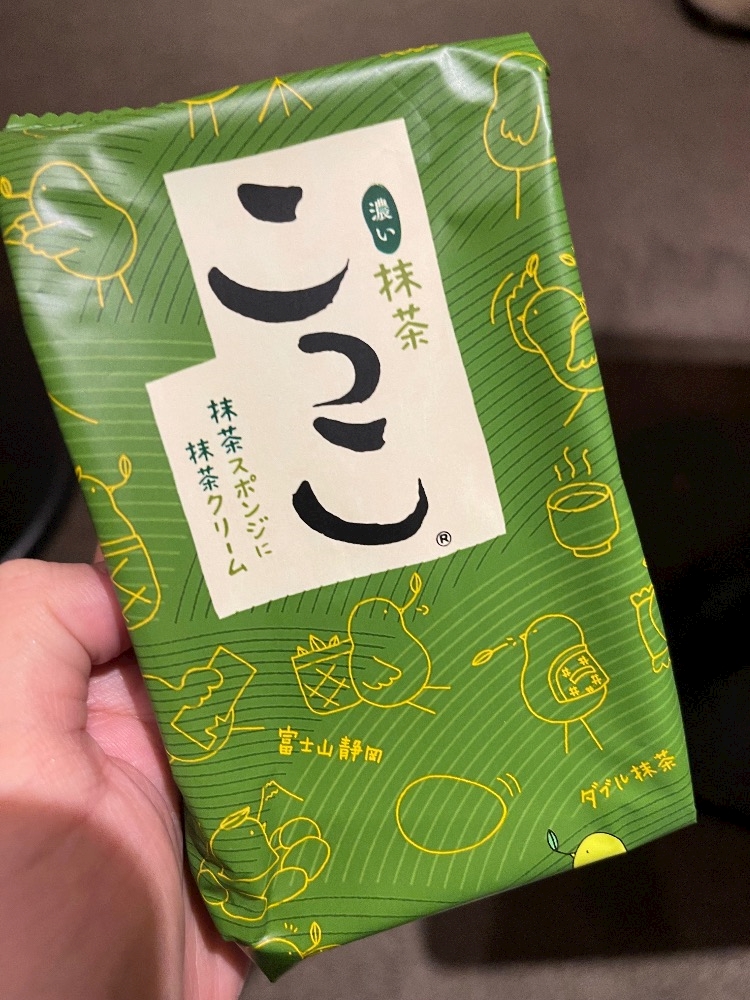 濃い
抹茶
こっこ®
抹茶スポンジに
抹茶クリーム
富士山静岡
ダブル抹茶